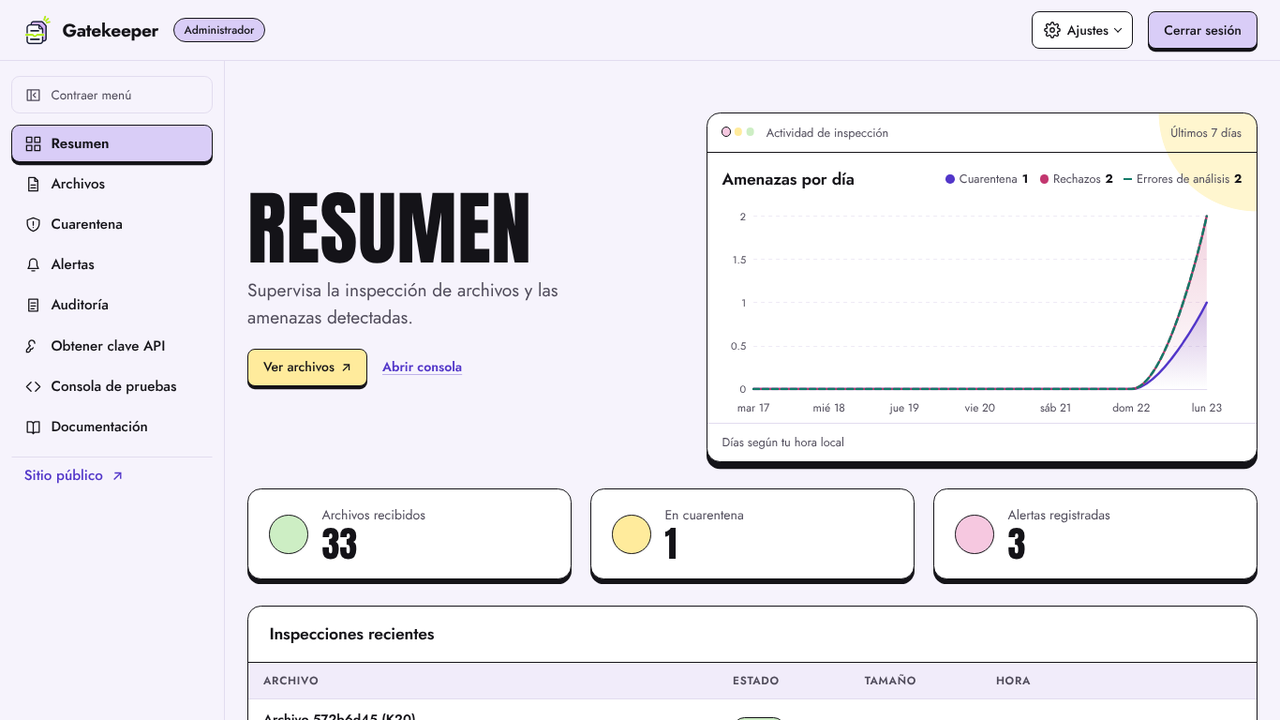 Gatekeeper
Administrador
Ajustes
Cerrar sesión
Contraer menú
Resumen
Archivos
Cuarentena
Alertas
Auditoría
Obtener clave API
Consola de pruebas
Documentación
Sitio público
RESUMEN
Supervisa la inspección de archivos y las
amenazas detectadas.
Ver archivos
Abrir consola
Actividad de inspección
Últimos 7 días
Amenazas por día
Cuarentena 1
Rechazos 2
Errores de análisis 2
2
1.5
1
0.5
0
mar 17
mié 18
jue 19
vie 20
sáb 21
dom 22
lun 23
Días según tu hora local
Archivos recibidos
33
En cuarentena
1
Alertas registradas
3
Inspecciones recientes
ARCHIVO ESTADO TAMAÑO HORA
Archivo 572b6d45 (K20)